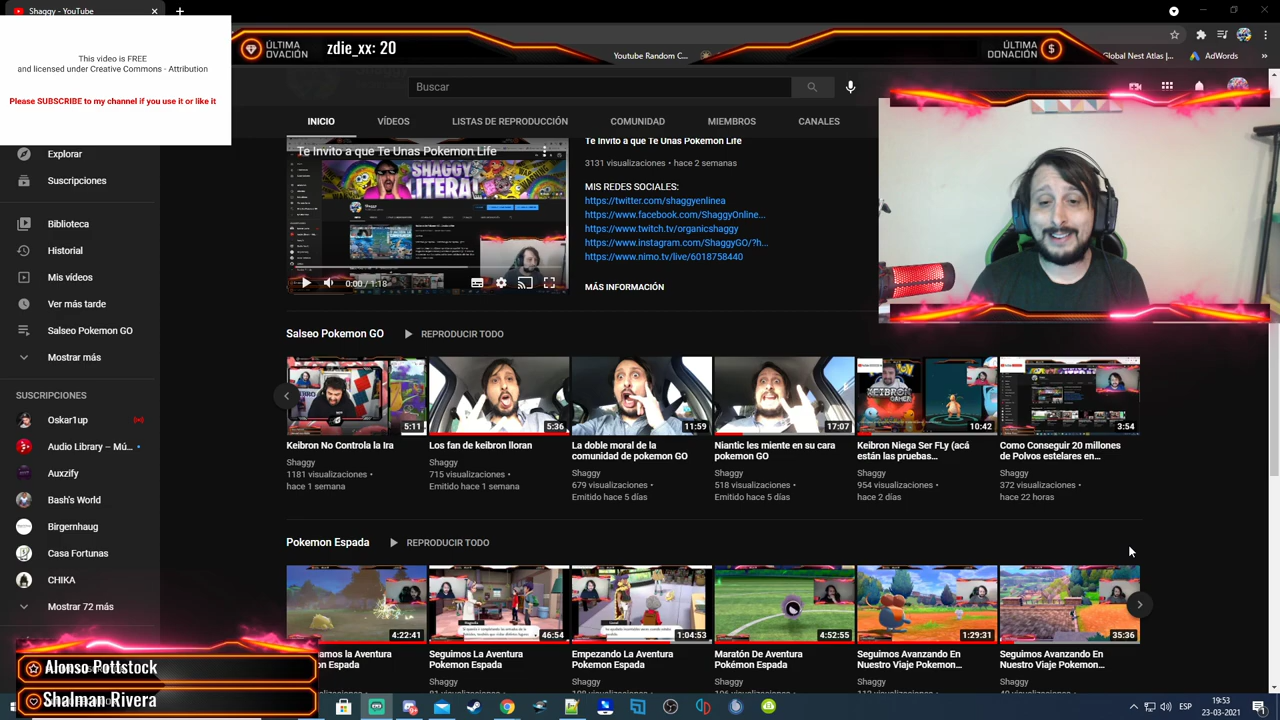 Shaggy - YouTube
This video is FREE
and licensed under Creative Commons - Attribution
Please SUBSCRIBE to my channel if you use it or like it
ÚLTIMA
OVACIÓN
zdie_xx: 20
Youtube Random C...
ÚLTIMA
DONACIÓN
Global Nest Atlas |...
AdWords
Buscar
INICIO
VÍDEOS
LISTAS DE REPRODUCCIÓN
COMUNIDAD
MIEMBROS
CANALES
Explorar
Suscripciones
Biblioteca
Historial
Mis vídeos
Ver más tarde
Salseo Pokemon GO
Mostrar más
SUSCRIPCIONES
Oskar1up
Audio Library – Mú...
Auxzify
Bash's World
Birgernhaug
Casa Fortunas
CHIKA
Mostrar 72 más
Te Invito a que Te Unas Pokemon Life
SHAGGY
LITERA
0:00 / 1:18
Te Invito a que Te Unas Pokemon Life
3131 visualizaciones • hace 2 semanas
MIS REDES SOCIALES:
https://twitter.com/shaggyenlinea
https://www.facebook.com/ShaggyOnline...
https://www.twitch.tv/organicshaggy
https://www.instagram.com/ShaggynO/?h...
https://www.nimo.tv/live/6018758440
MÁS INFORMACIÓN
Salseo Pokemon GO
REPRODUCIR TODO
5:11
Keibron No Controla la Ira
Shaggy
1181 visualizaciones •
hace 1 semana
5:36
Los fan de keibron lloran
Shaggy
715 visualizaciones •
Emitido hace 1 semana
11:59
La doble moral de la
comunidad de pokemon GO
Shaggy
679 visualizaciones •
Emitido hace 5 días
17:07
Niantic les miente en su cara
pokemon GO
Shaggy
518 visualizaciones •
Emitido hace 5 días
KEIBRON
GAMER
10:42
Keibron Niega Ser FLy (acá
están las pruebas...
Shaggy
954 visualizaciones •
hace 2 días
3:54
Como Conseguir 20 millones
de Polvos estelares en...
Shaggy
372 visualizaciones •
hace 22 horas
Pokemon Espada
REPRODUCIR TODO
4:22:41
amos la Aventura
on Espada
46:54
Seguimos La Aventura
Pokemon Espada
1:04:53
Empezando La Aventura
Pokemon Espada
4:52:55
Maratón De Aventura
Pokémon Espada
1:29:31
Seguimos Avanzando En
Nuestro Viaje Pokemon...
35:36
Seguimos Avanzando En
Nuestro Viaje Pokemon...
Alonso Pottstock
Shalman Rivera
ESP
19:53
23-03-2021